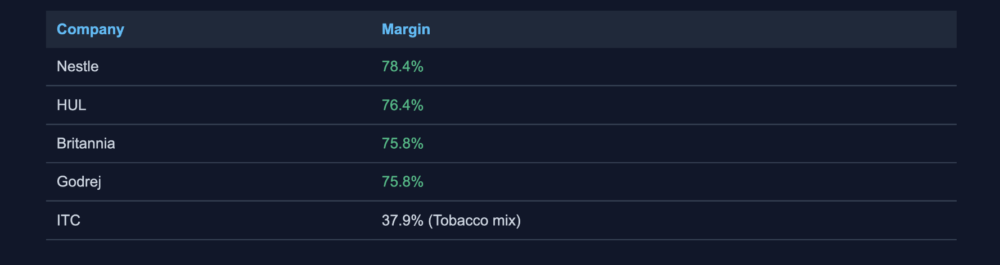 Company Margin
Nestle 78.4%
HUL 76.4%
Britannia 75.8%
Godrej 75.8%
ITC 37.9% (Tobacco mix)